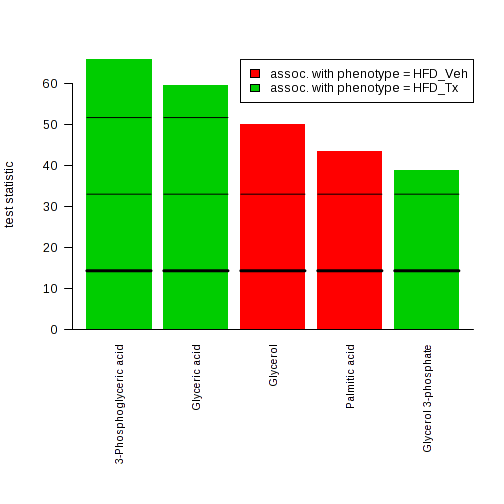 assoc. with phenotype = HFD_Veh
assoc. with phenotype = HFD_Tx
test statistic
60
50
40
30
20
10
0
3-Phosphoglyceric acid
Glyceric acid
Glycerol
Palmitic acid
Glycerol 3-phosphate